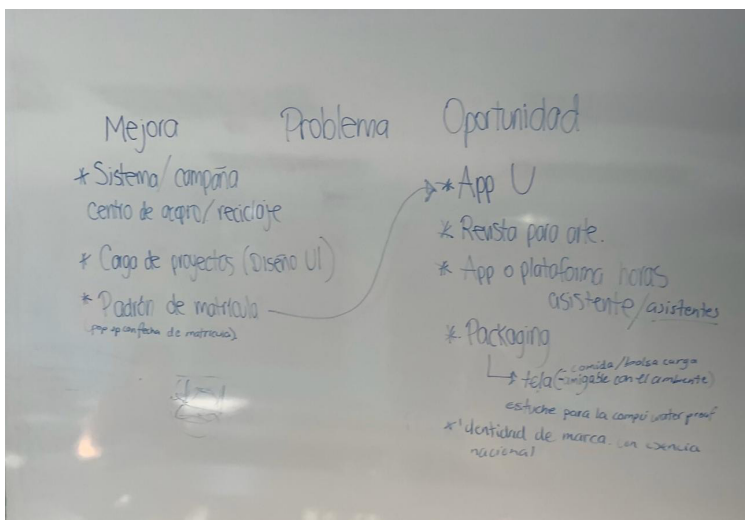 Mejora
* Sistema/campaña
centro de acopio/reciclaje
* Cargo de proyectos (Diseño UI)
* Padrón de matrícula
(pop up con fecha de matrícula)
Problema
Oportunidad
* App U
* Revista para arte.
* App o plataforma horas
asistente/asistentes
* Packaging
- comida/bolsa carga
tela (-amigable con el ambiente)
estuche para la compu water proof
* Identidad de marca con esencia
nacional